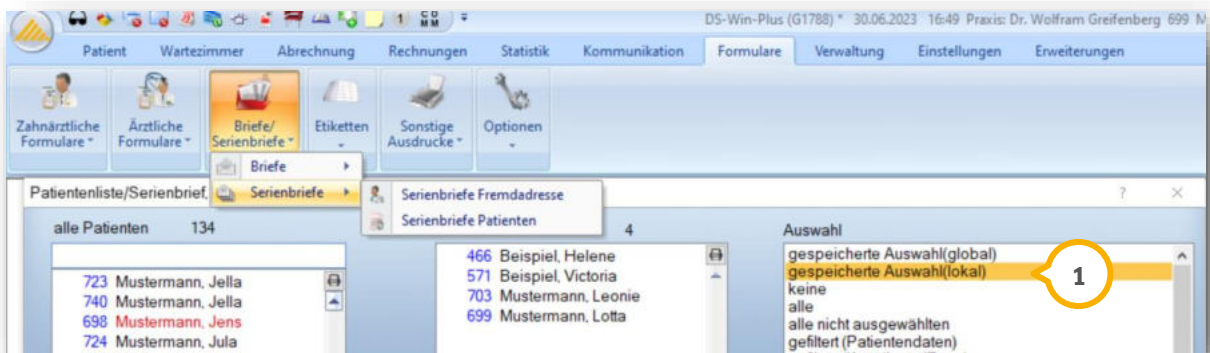 DS-Win-Plus (G1788) * 30.06.2023 16:49 Praxis: Dr. Wolfram Greifenberg 699 M
Patient Wartezimmer Abrechnung Rechnungen Statistik Kommunikation Formulare Verwaltung Einstellungen Erweiterungen
Zahnärztliche Formulare
Ärztliche Formulare
Briefe/ Serienbriefe
Etiketten
Sonstige Ausdrucke
Optionen
Briefe
Serienbriefe
Serienbriefe Fremdadresse
Serienbriefe Patienten
Patientenliste/Serienbrief,
alle Patienten 134
723 Mustermann, Jella
740 Mustermann, Jella
698 Mustermann, Jens
724 Mustermann, Jula
4
466 Beispiel, Helene
571 Beispiel, Victoria
703 Mustermann, Leonie
699 Mustermann, Lotta
Auswahl
gespeicherte Auswahl(global)
gespeicherte Auswahl(lokal)
1
keine
alle
alle nicht ausgewählten
gefiltert (Patientendaten)